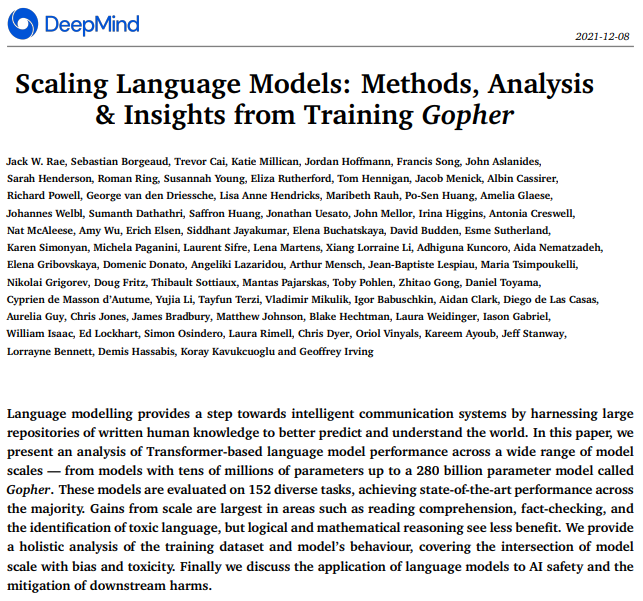 DeepMind
2021-12-08
Scaling Language Models: Methods, Analysis
& Insights from Training Gopher
Jack W. Rae, Sebastian Borgeaud, Trevor Cai, Katie Millican, Jordan Hoffmann, Francis Song, John Aslanides,
Sarah Henderson, Roman Ring, Susannah Young, Eliza Rutherford, Tom Hennigan, Jacob Menick, Albin Cassirer,
Richard Powell, George van den Driessche, Lisa Anne Hendricks, Maribeth Rauh, Po-Sen Huang, Amelia Glaese,
Johannes Welbl, Sumanth Dathathri, Saffron Huang, Jonathan Uesato, John Mellor, Irina Higgins, Antonia Creswell,
Nat McAleese, Amy Wu, Erich Elsen, Siddhant Jayakumar, Elena Buchatskaya, David Budden, Esme Sutherland,
Karen Simonyan, Michela Paganini, Laurent Sifre, Lena Martens, Xiang Lorraine Li, Adhiguna Kuncoro, Aida Nematzadeh,
Elena Gribovskaya, Domenic Donato, Angeliki Lazaridou, Arthur Mensch, Jean-Baptiste Lespiau, Maria Tsimpoukelli,
Nikolai Grigorev, Doug Fritz, Thibault Sottiaux, Mantas Pajarskas, Toby Pohlen, Zhitao Gong, Daniel Toyama,
Cyprien de Masson d'Autume, Yujia Li, Tayfun Terzi, Vladimir Mikulik, Igor Babuschkin, Aidan Clark, Diego de Las Casas,
Aurelia Guy, Chris Jones, James Bradbury, Matthew Johnson, Blake Hechtman, Laura Weidinger, Iason Gabriel,
William Isaac, Ed Lockhart, Simon Osindero, Laura Rimell, Chris Dyer, Oriol Vinyals, Kareem Ayoub, Jeff Stanway,
Lorrayne Bennett, Demis Hassabis, Koray Kavukcuoglu and Geoffrey Irving
Language modelling provides a step towards intelligent communication systems by harnessing large
repositories of written human knowledge to better predict and understand the world. In this paper, we
present an analysis of Transformer-based language model performance across a wide range of model
scales — from models with tens of millions of parameters up to a 280 billion parameter model called
Gopher. These models are evaluated on 152 diverse tasks, achieving state-of-the-art performance across
the majority. Gains from scale are largest in areas such as reading comprehension, fact-checking, and
the identification of toxic language, but logical and mathematical reasoning see less benefit. We provide
a holistic analysis of the training dataset and model's behaviour, covering the intersection of model
scale with bias and toxicity. Finally we discuss the application of language models to AI safety and the
mitigation of downstream harms.